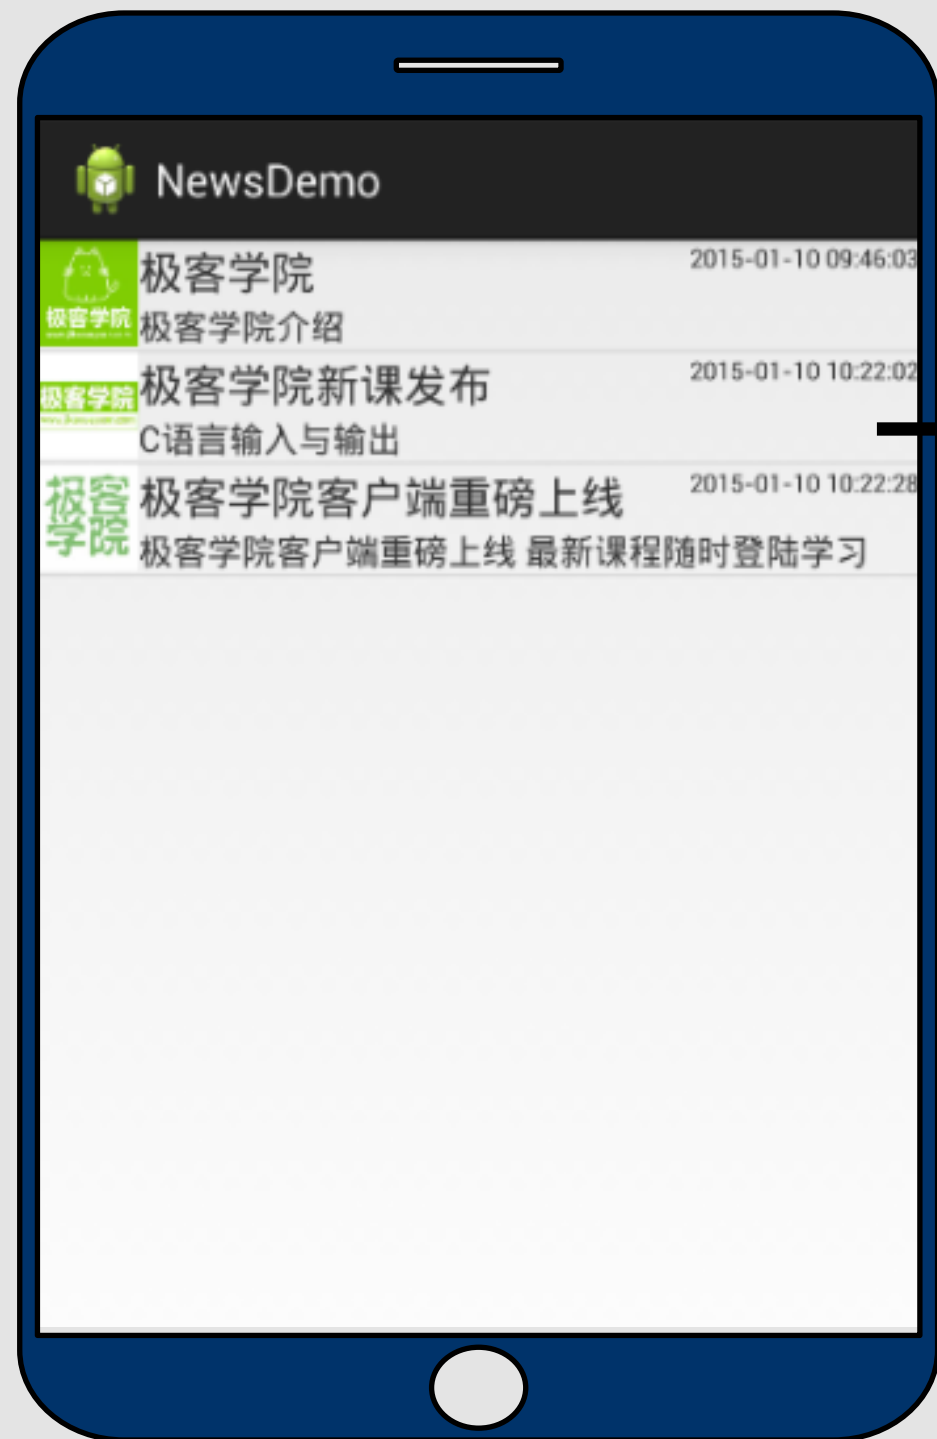 NewsDemo
极客学院
极客学院 2015-01-10 09:46:03
极客学院介绍
极客学院
极客学院新课发布 2015-01-10 10:22:02
C语言输入与输出
极客
学院
极客学院客户端重磅上线 2015-01-10 10:22:28
极客学院客户端重磅上线 最新课程随时登陆学习